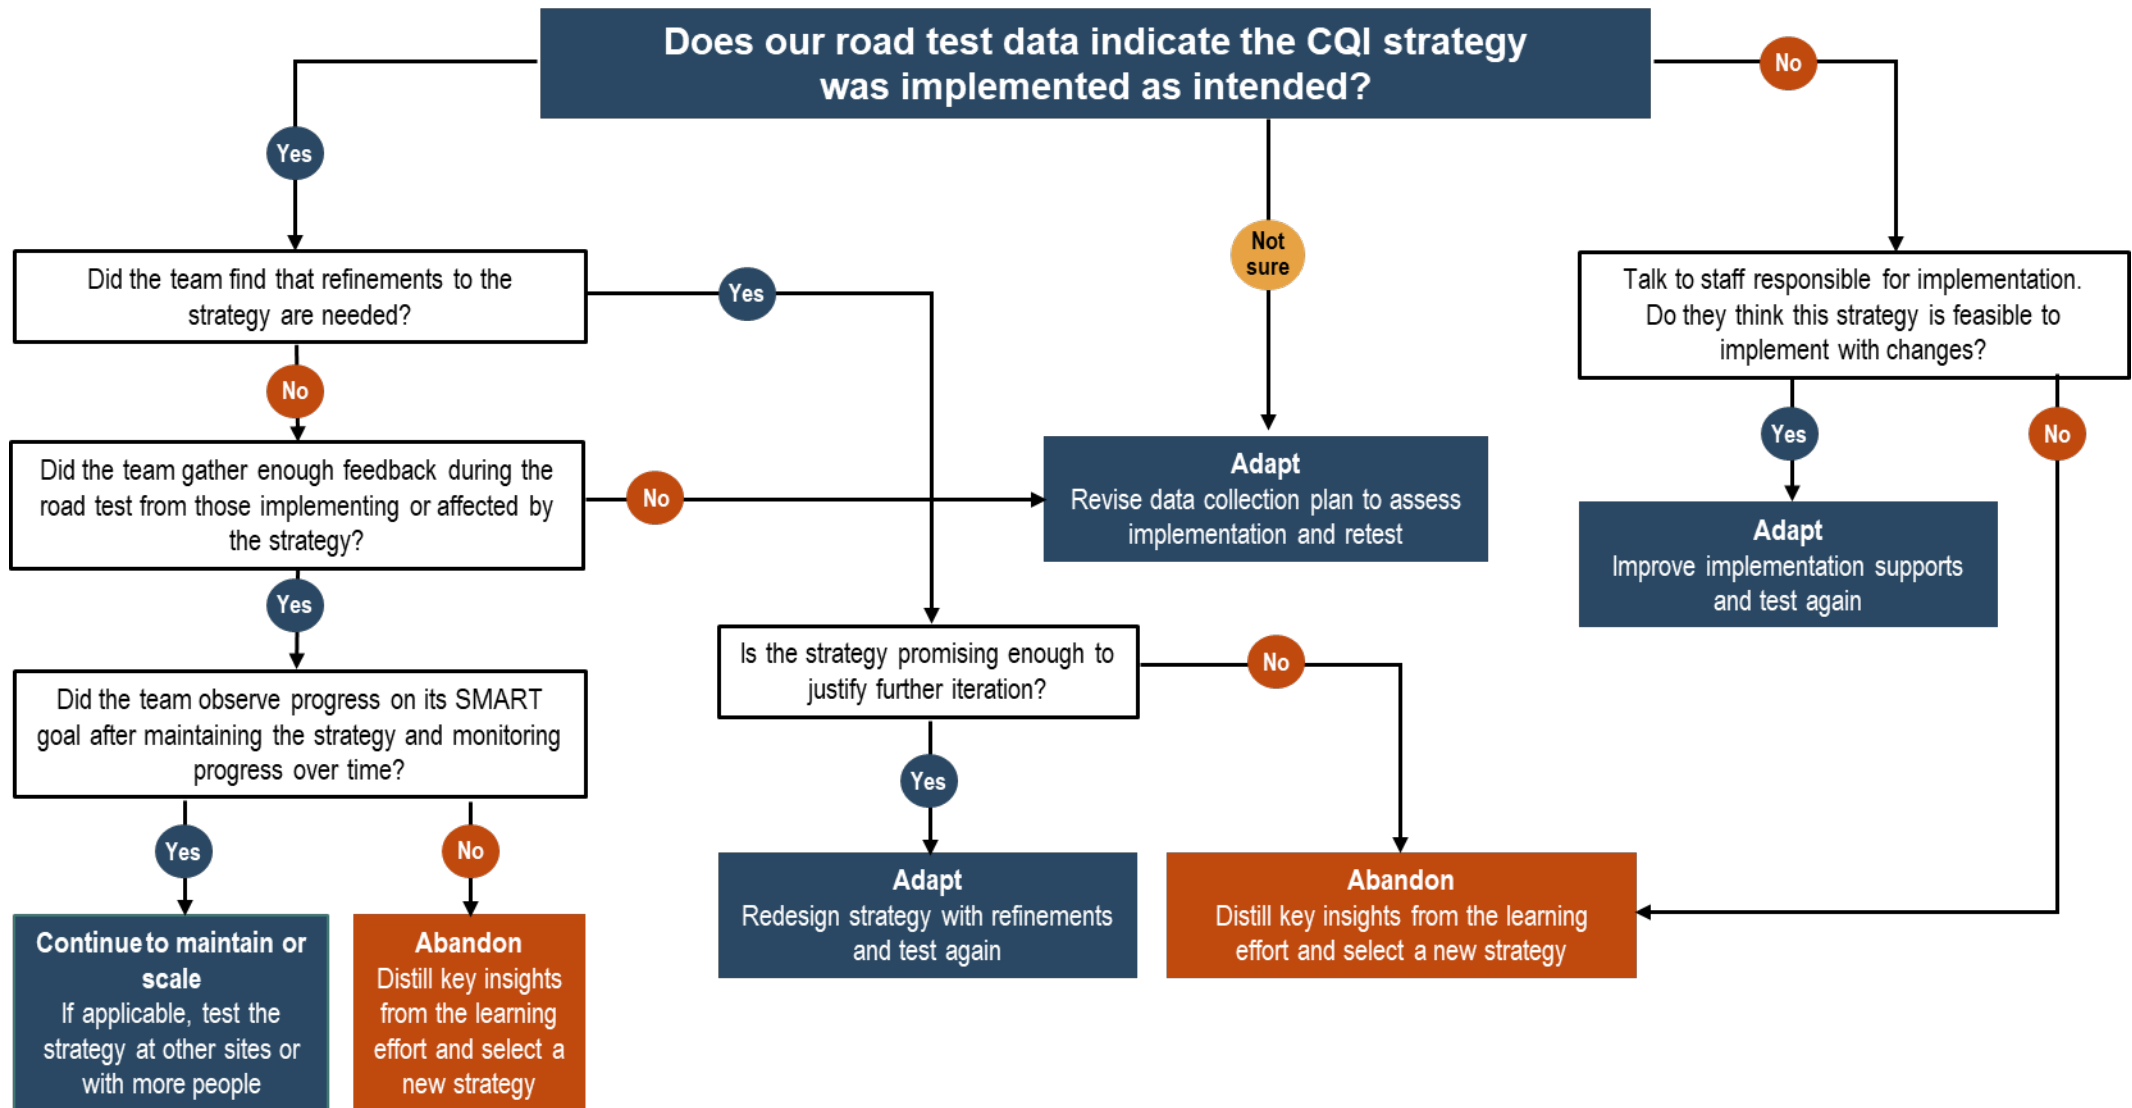 Does our road test data indicate the CQI strategy
was implemented as intended?
No
Yes
Not
sure
Did the team find that refinements to the
strategy are needed?
Yes
Talk to staff responsible for implementation.
Do they think this strategy is feasible to
implement with changes?
No
Yes
No
Did the team gather enough feedback during the
road test from those implementing or affected by
the strategy?
No
Adapt
Revise data collection plan to assess
implementation and retest
Adapt
Improve implementation supports
and test again
Yes
Is the strategy promising enough to
justify further iteration?
No
Did the team observe progress on its SMART
goal after maintaining the strategy and monitoring
progress over time?
Yes
Yes
No
Adapt
Redesign strategy with refinements
and test again
Abandon
Distill key insights from the learning
effort and select a new strategy
Continue to maintain or
scale
If applicable, test the
strategy at other sites or
with more people
Abandon
Distill key insights
from the learning
effort and select a
new strategy